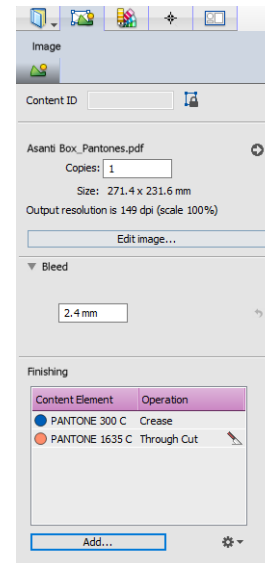 Image
Content ID
Asanti Box_Pantones.pdf
Copies: 1
Size: 271.4 x 231.6 mm
Output resolution is 149 dpi (scale 100%)
Edit image...
Bleed
2.4 mm
Finishing
Content Element Operation
PANTONE 300 C Crease
PANTONE 1635 C Through Cut
Add...